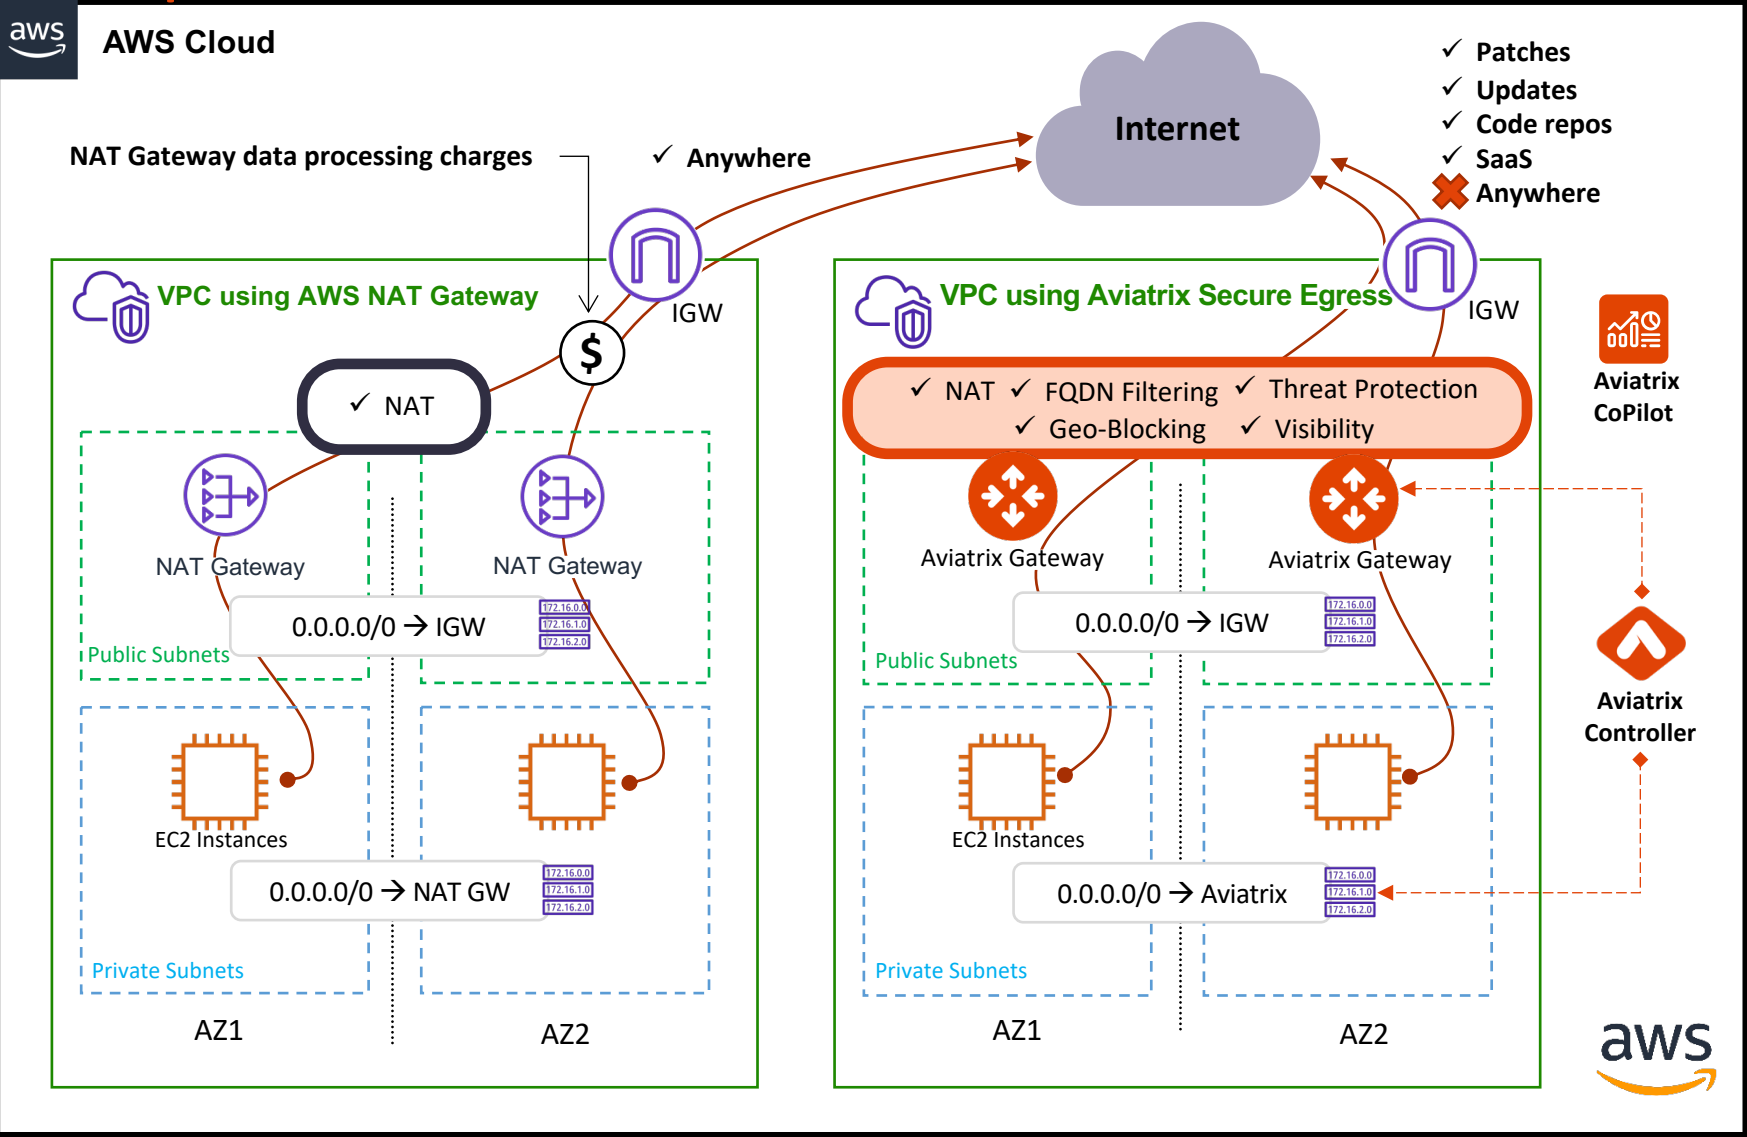 aws
AWS Cloud
NAT Gateway data processing charges
✓ Anywhere
Internet
✓ Patches
✓ Updates
✓ Code repos
✓ SaaS
Anywhere
VPC using AWS NAT Gateway
IGW
$
✓ NAT
NAT Gateway
NAT Gateway
0.0.0.0/0 → IGW
172.16.0.0
172.16.1.0
172.16.2.0
Public Subnets
EC2 Instances
0.0.0.0/0 → NAT GW
172.16.0.0
172.16.1.0
172.16.2.0
Private Subnets
AZ1
AZ2
VPC using Aviatrix Secure Egress
IGW
✓ NAT ✓ FQDN Filtering ✓ Threat Protection
✓ Geo-Blocking ✓ Visibility
Aviatrix Gateway
Aviatrix Gateway
0.0.0.0/0 → IGW
172.16.0.0
172.16.1.0
172.16.2.0
Public Subnets
EC2 Instances
0.0.0.0/0 → Aviatrix
172.16.0.0
172.16.1.0
172.16.2.0
Private Subnets
AZ1
AZ2
Aviatrix
CoPilot
Aviatrix
Controller
aws